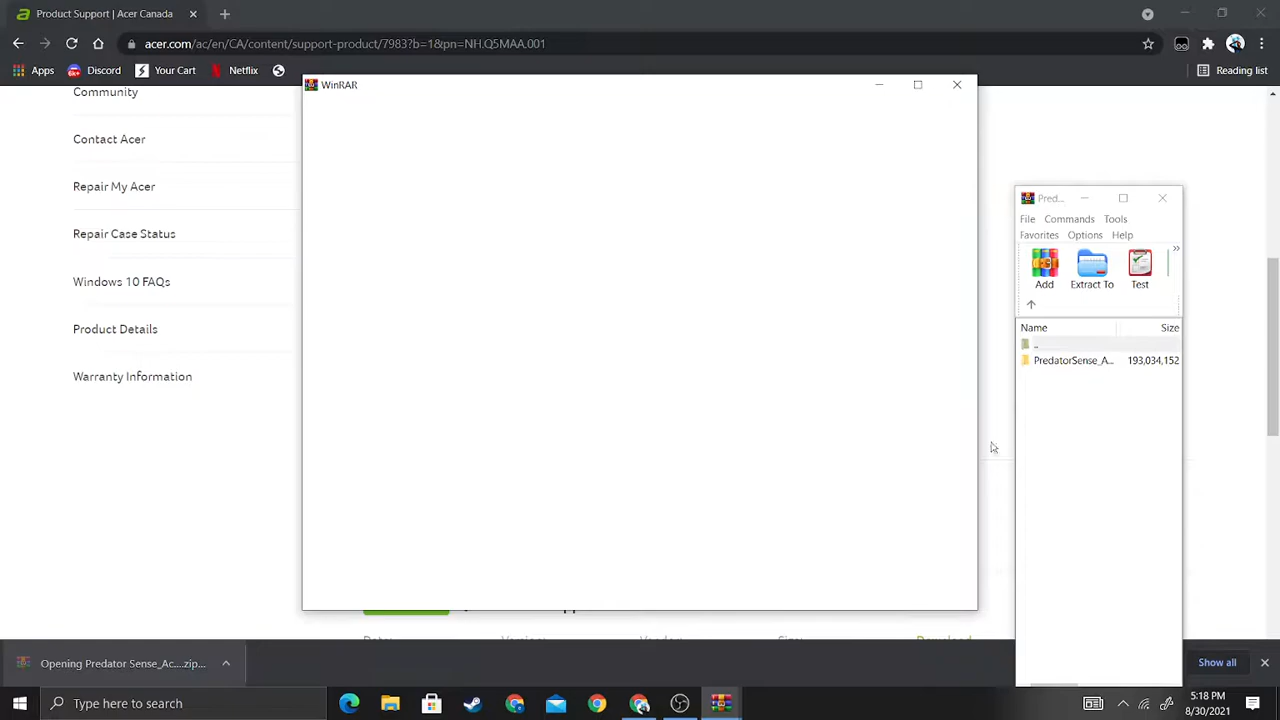 Product Support | Acer Canada
acer.com/ac/en/CA/content/support-product/7983?b=1&pn=NH.Q5MAA.001
Apps
6k+
Discord
Your Cart
Netflix
Reading list
Community
Contact Acer
Repair My Acer
Repair Case Status
Windows 10 FAQs
Product Details
Warranty Information
WinRAR
Pred...
File Commands Tools
Favorites Options Help
»
Add Extract To Test
Name Size
..
PredatorSense_A... 193,034,152
Download
Opening Predator Sense_Ac....zip...
Show all
Type here to search
5:18 PM
8/30/2021